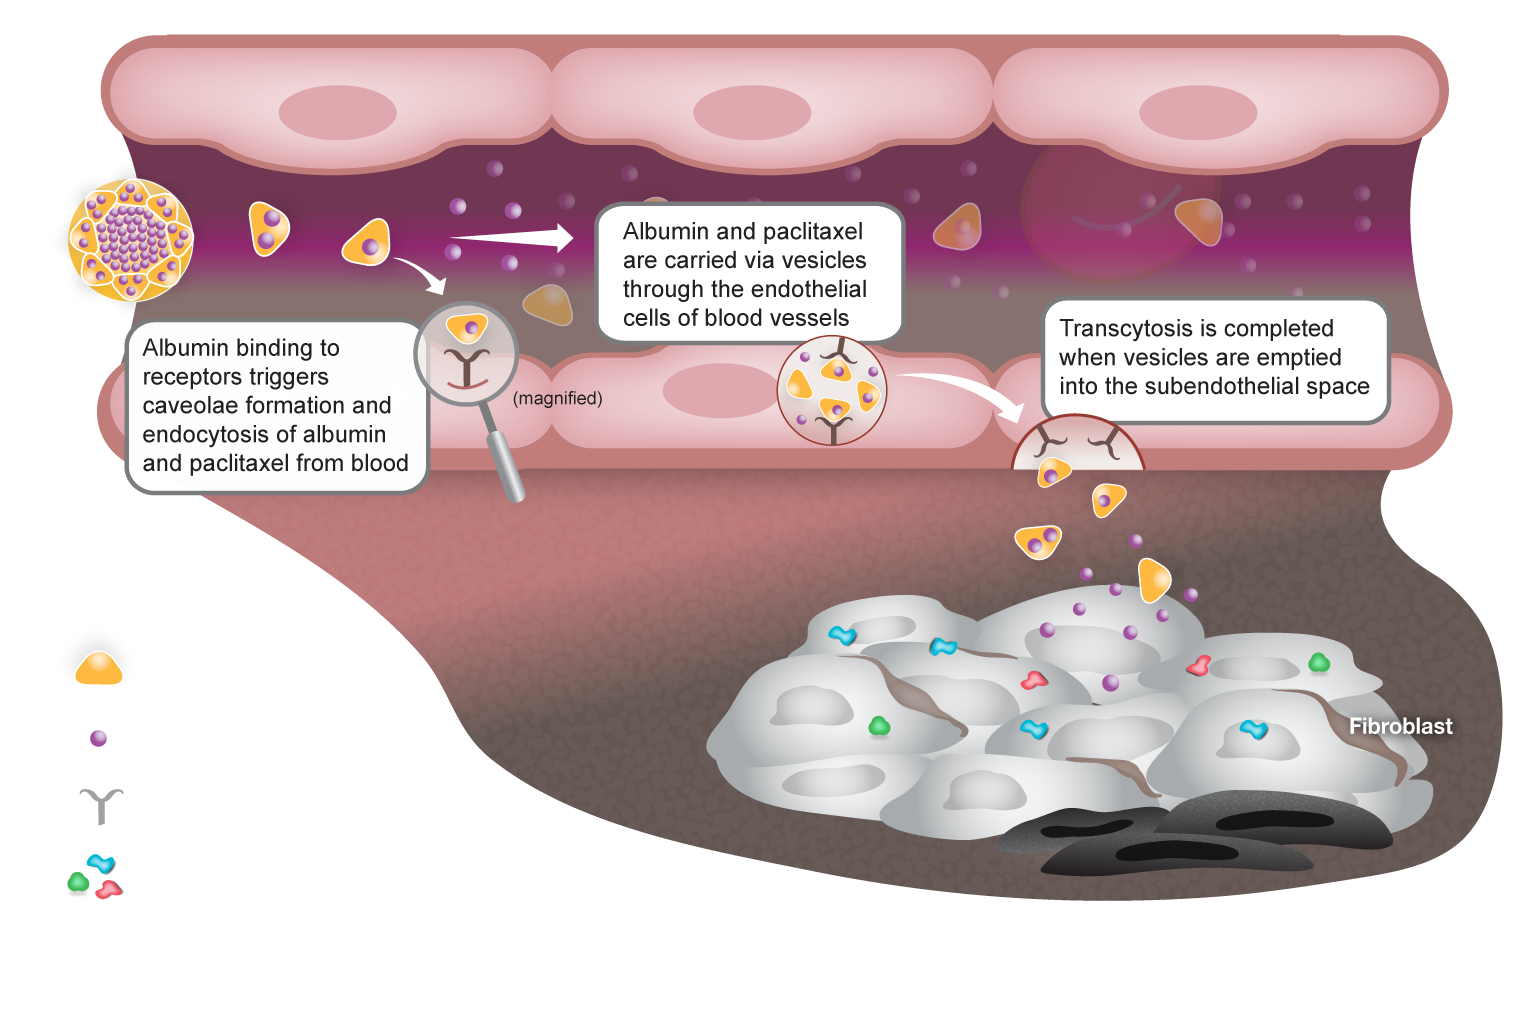 Albumin and paclitaxel
are carried via vesicles
through the endothelial
cells of blood vessels
Transcytosis is completed
when vesicles are emptied
into the subendothelial space
Albumin binding to
receptors triggers
caveolae formation and
endocytosis of albumin
and paclitaxel from blood
(magnified)
Fibroblast